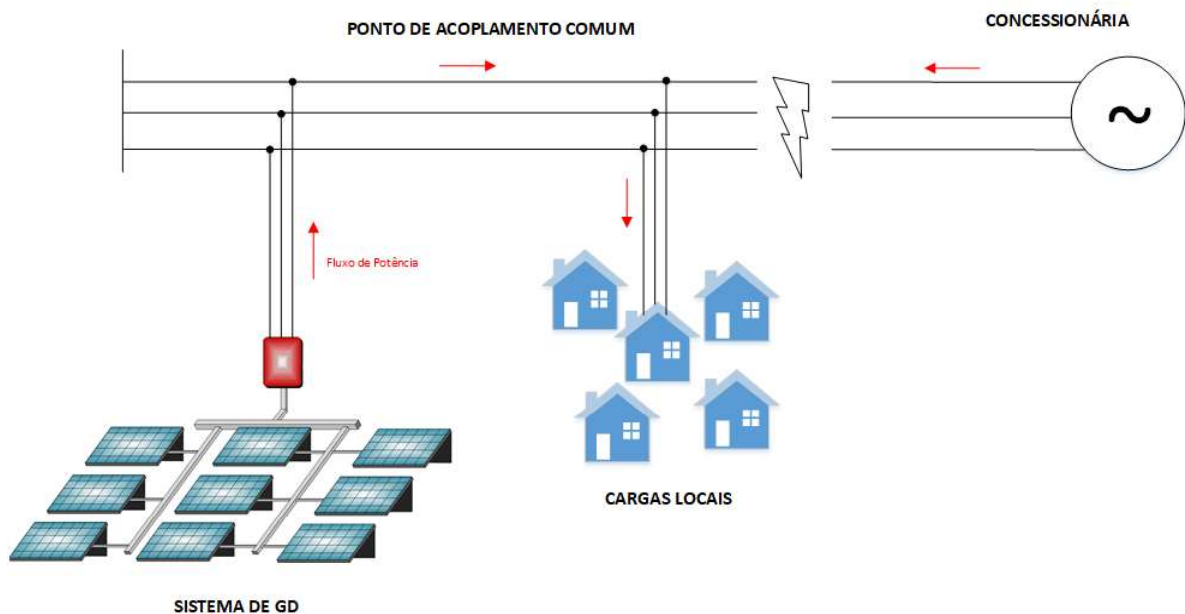 CONCESSIONÁRIA
PONTO DE ACOPLAMENTO COMUM
Fluxo de Potência
CARGAS LOCAIS
SISTEMA DE GD